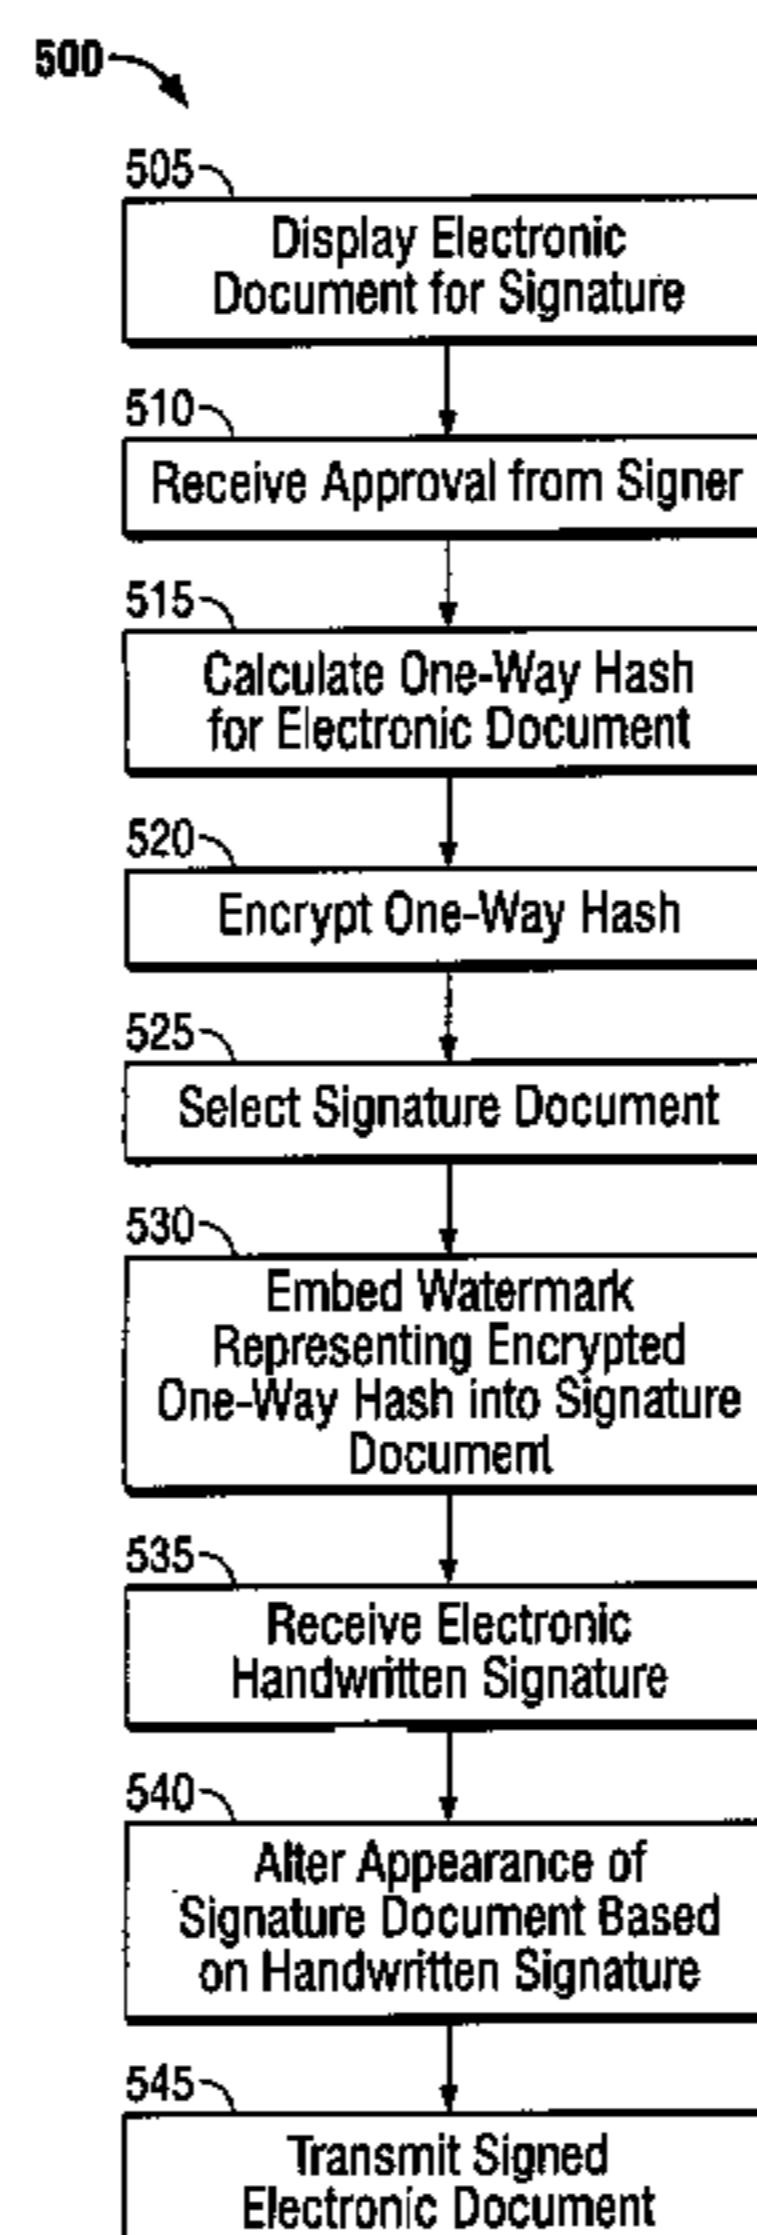 500
505
Display Electronic
Document for Signature
510
Receive Approval from Signer
515
Calculate One-Way Hash
for Electronic Document
520
Encrypt One-Way Hash
525
Select Signature Document
530
Embed Watermark
Representing Encrypted
One-Way Hash into Signature
Document
535
Receive Electronic
Handwritten Signature
540
Alter Appearance of
Signature Document Based
on Handwritten Signature
545
Transmit Signed
Electronic Document